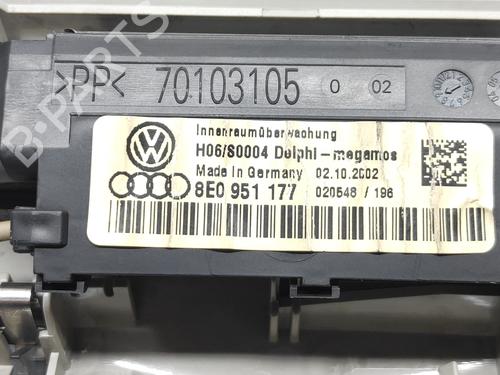 >PP< 70103105 0 02
B-PARTS
Innenraumüberwachung
H06/S0004 Delphi-megamos
Made in Germany 02.10.2002
8E0 951 177 020548 / 196